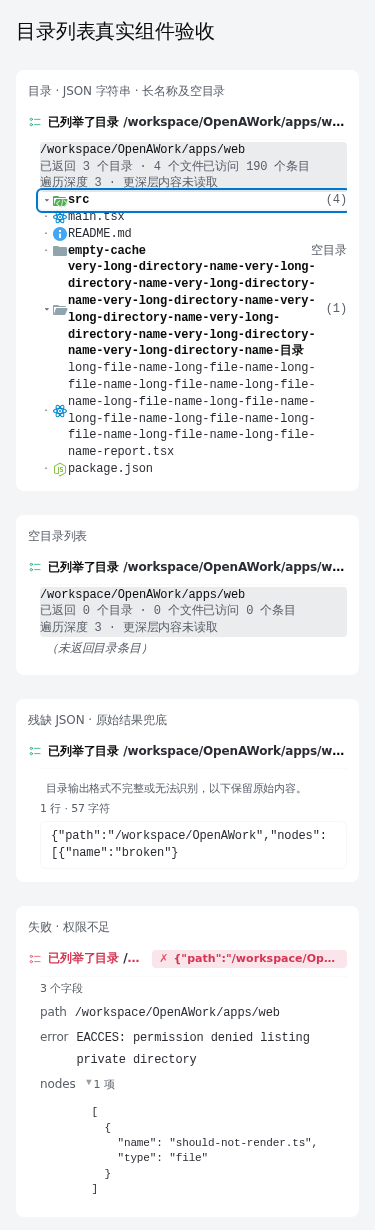 目录列表真实组件验收
目录 · JSON 字符串 · 长名称及空目录
已列举了目录 /workspace/OpenAWork/apps/w...
/workspace/OpenAWork/apps/web
已返回 3 个目录 · 4 个文件已访问 190 个条目
遍历深度 3 · 更深层内容未读取
src (4)
main.tsx
README.md
empty-cache 空目录
very-long-directory-name-very-long-
directory-name-very-long-directory-
name-very-long-directory-name-very-
long-directory-name-very-long- (1)
directory-name-very-long-directory-
name-very-long-directory-name-目录
long-file-name-long-file-name-long-
file-name-long-file-name-long-file-
name-long-file-name-long-file-name-
long-file-name-long-file-name-long-
file-name-long-file-name-long-file-
name-report.tsx
package.json
空目录列表
已列举了目录 /workspace/OpenAWork/apps/w...
/workspace/OpenAWork/apps/web
已返回 0 个目录 · 0 个文件已访问 0 个条目
遍历深度 3 · 更深层内容未读取
（未返回目录条目）
残缺 JSON · 原始结果兜底
已列举了目录 /workspace/OpenAWork/apps/w...
目录输出格式不完整或无法识别，以下保留原始内容。
1 行 · 57 字符
{"path":"/workspace/OpenAWork","nodes":
[{"name":"broken"}
失败 · 权限不足
已列举了目录 /... ✗ {"path":"/workspace/Op...
3 个字段
path /workspace/OpenAWork/apps/web
error EACCES: permission denied listing
private directory
nodes ▼1 项
[
{
"name": "should-not-render.ts",
"type": "file"
}
]